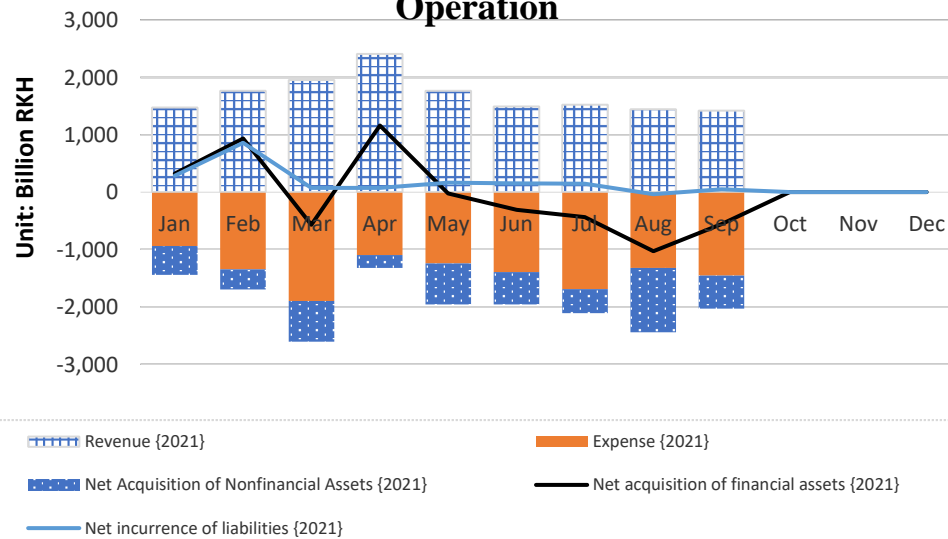 Operation
Unit: Billion RKH
3,000
2,000
1,000
0
-1,000
-2,000
-3,000
Jan Feb Mar Apr May Jun Jul Aug Sep Oct Nov Dec
Revenue {2021} Expense {2021}
Net Acquisition of Nonfinancial Assets {2021} Net acquisition of financial assets {2021}
Net incurrence of liabilities {2021}